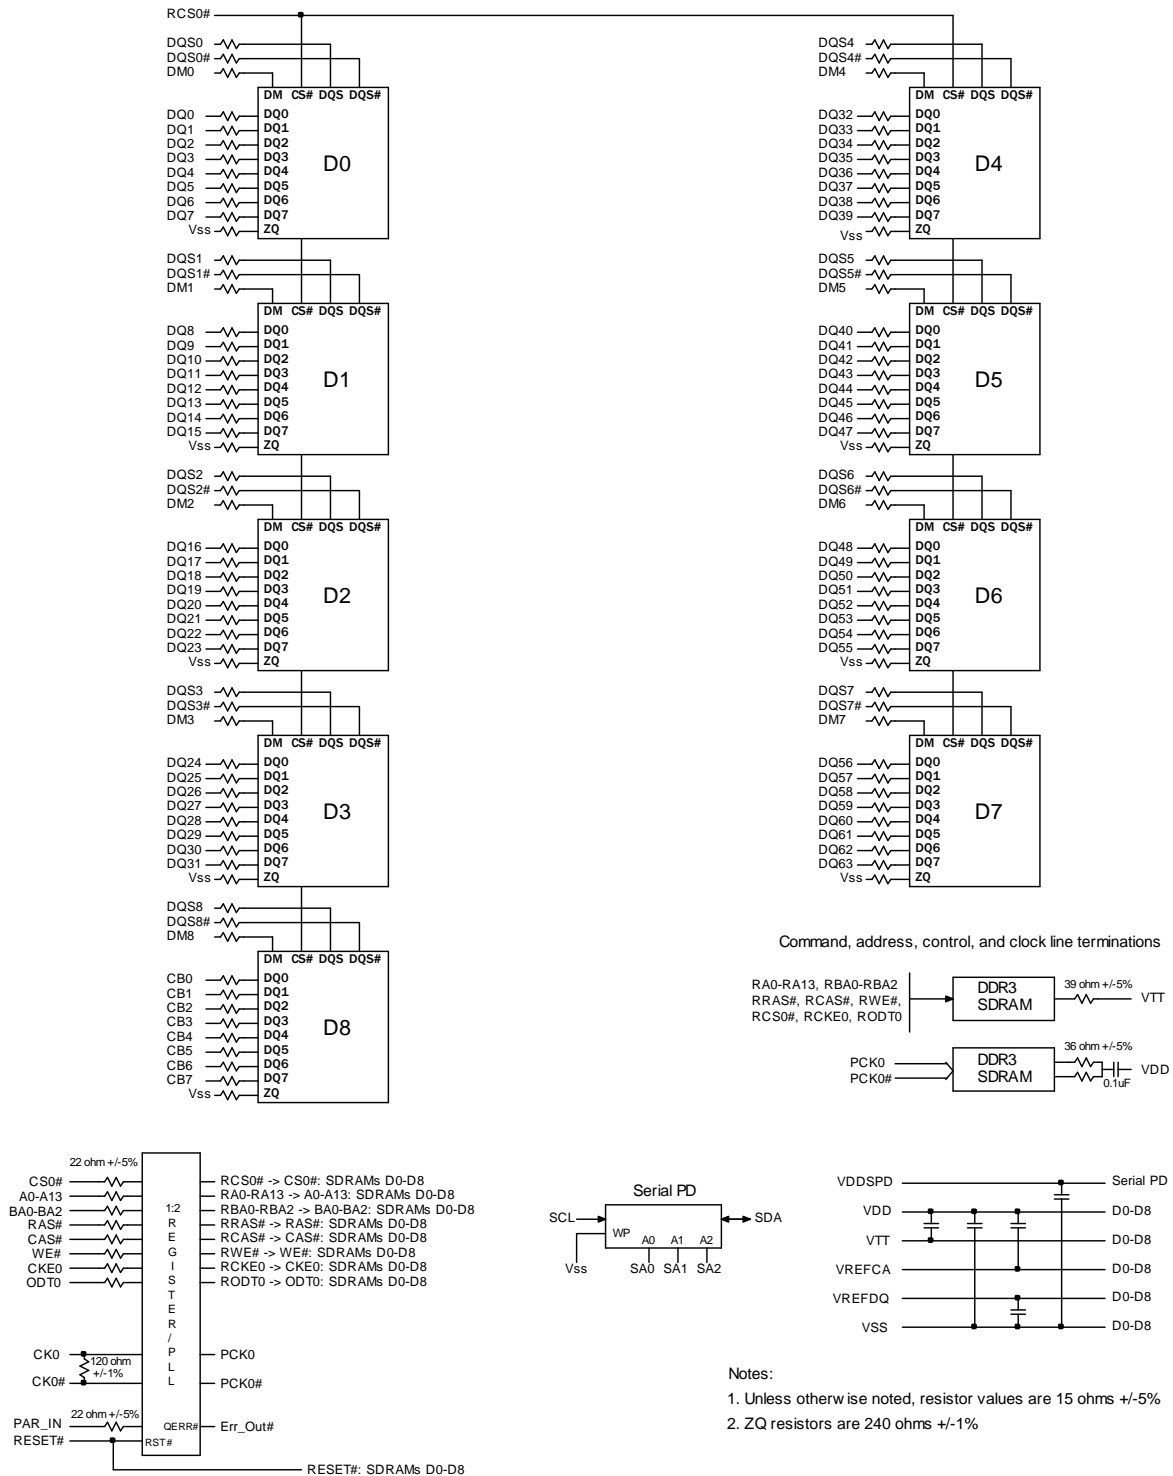 RCS0#
DQS0
DQS0#
DM0
DM CS# DQS DQS#
DQ0 DQ0
DQ1 DQ1
DQ2 DQ2
DQ3 DQ3
DQ4 DQ4
DQ5 DQ5
DQ6 DQ6
DQ7 DQ7
Vss ZQ
D0
DQS1
DQS1#
DM1
DM CS# DQS DQS#
DQ8 DQ0
DQ9 DQ1
DQ10 DQ2
DQ11 DQ3
DQ12 DQ4
DQ13 DQ5
DQ14 DQ6
DQ15 DQ7
Vss ZQ
D1
DQS2
DQS2#
DM2
DM CS# DQS DQS#
DQ16 DQ0
DQ17 DQ1
DQ18 DQ2
DQ19 DQ3
DQ20 DQ4
DQ21 DQ5
DQ22 DQ6
DQ23 DQ7
Vss ZQ
D2
DQS3
DQS3#
DM3
DM CS# DQS DQS#
DQ24 DQ0
DQ25 DQ1
DQ26 DQ2
DQ27 DQ3
DQ28 DQ4
DQ29 DQ5
DQ30 DQ6
DQ31 DQ7
Vss ZQ
D3
DQS8
DQS8#
DM8
DM CS# DQS DQS#
CB0 DQ0
CB1 DQ1
CB2 DQ2
CB3 DQ3
CB4 DQ4
CB5 DQ5
CB6 DQ6
CB7 DQ7
Vss ZQ
D8
DQS4
DQS4#
DM4
DM CS# DQS DQS#
DQ32 DQ0
DQ33 DQ1
DQ34 DQ2
DQ35 DQ3
DQ36 DQ4
DQ37 DQ5
DQ38 DQ6
DQ39 DQ7
Vss ZQ
D4
DQS5
DQS5#
DM5
DM CS# DQS DQS#
DQ40 DQ0
DQ41 DQ1
DQ42 DQ2
DQ43 DQ3
DQ44 DQ4
DQ45 DQ5
DQ46 DQ6
DQ47 DQ7
Vss ZQ
D5
DQS6
DQS6#
DM6
DM CS# DQS DQS#
DQ48 DQ0
DQ49 DQ1
DQ50 DQ2
DQ51 DQ3
DQ52 DQ4
DQ53 DQ5
DQ54 DQ6
DQ55 DQ7
Vss ZQ
D6
DQS7
DQS7#
DM7
DM CS# DQS DQS#
DQ56 DQ0
DQ57 DQ1
DQ58 DQ2
DQ59 DQ3
DQ60 DQ4
DQ61 DQ5
DQ62 DQ6
DQ63 DQ7
Vss ZQ
D7
Command, address, control, and clock line terminations
RA0-RA13, RBA0-RBA2
RRAS#, RCAS#, RWE#,
RCS0#, RCKE0, RODT0
DDR3
SDRAM
39 ohm +/-5%
VTT
PCK0
PCK0#
DDR3
SDRAM
36 ohm +/-5%
0.1uF
VDD
22 ohm +/-5%
CS0#
A0-A13
BA0-BA2
RAS#
CAS#
WE#
CKE0
ODT0
CK0
120 ohm
+/-1%
CK0#
22 ohm +/-5%
PAR_IN
RESET#
1:2
R
E
G
I
S
T
E
R
/
P
L
L
QERR#
RST#
RCS0# -> CS0#: SDRAMs D0-D8
RA0-RA13 -> A0-A13: SDRAMs D0-D8
RBA0-RBA2 -> BA0-BA2: SDRAMs D0-D8
RRAS# -> RAS#: SDRAMs D0-D8
RCAS# -> CAS#: SDRAMs D0-D8
RWE# -> WE#: SDRAMs D0-D8
RCKE0 -> CKE0: SDRAMs D0-D8
RODT0 -> ODT0: SDRAMs D0-D8
PCK0
PCK0#
Err_Out#
RESET#: SDRAMs D0-D8
Serial PD
SCL
SDA
WP
A0 A1 A2
Vss
SA0 SA1 SA2
VDDSPD Serial PD
VDD D0-D8
VTT D0-D8
VREFCA D0-D8
VREFDQ D0-D8
VSS D0-D8
Notes:
1. Unless otherwise noted, resistor values are 15 ohms +/-5%
2. ZQ resistors are 240 ohms +/-1%